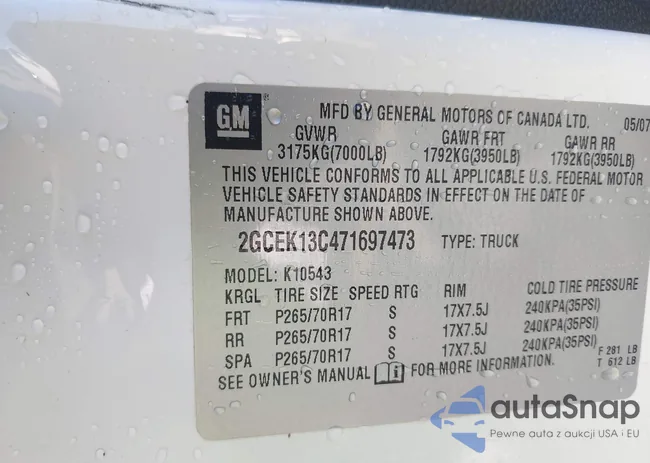 GM ®
MFD BY GENERAL MOTORS OF CANADA LTD. 05/07
GVWR GAWR FRT GAWR RR
3175KG(7000LB) 1792KG(3950LB) 1792KG(3950LB)
THIS VEHICLE CONFORMS TO ALL APPLICABLE U.S. FEDERAL MOTOR
VEHICLE SAFETY STANDARDS IN EFFECT ON THE DATE OF
MANUFACTURE SHOWN ABOVE.
2GCEK13C471697473 TYPE: TRUCK
MODEL: K10543
KRGL TIRE SIZE SPEED RTG RIM COLD TIRE PRESSURE
FRT P265/70R17 S 17X7.5J 240KPA(35PSI)
RR P265/70R17 S 17X7.5J 240KPA(35PSI)
SPA P265/70R17 S 17X7.5J 240KPA(35PSI)
F 281 LB
T 612 LB
SEE OWNER'S MANUAL i FOR MORE INFORMATION.
autaSnap
Pewne auta z aukcji USA i EU